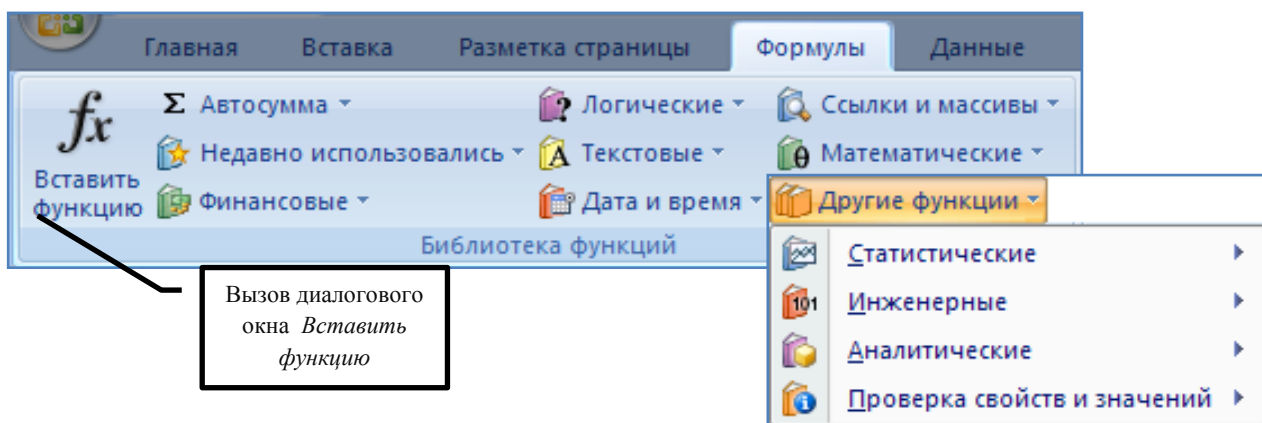 Главная Вставка Разметка страницы Формулы Данные
fx Σ Автосумма Логические Ссылки и массивы
Недавно использовались A Текстовые θ Математические
Вставить функцию Финансовые Дата и время Другие функции
Библиотека функций
Статистические
101 Инженерные
Аналитические
Проверка свойств и значений
Вызов диалогового
окна Вставить
функцию